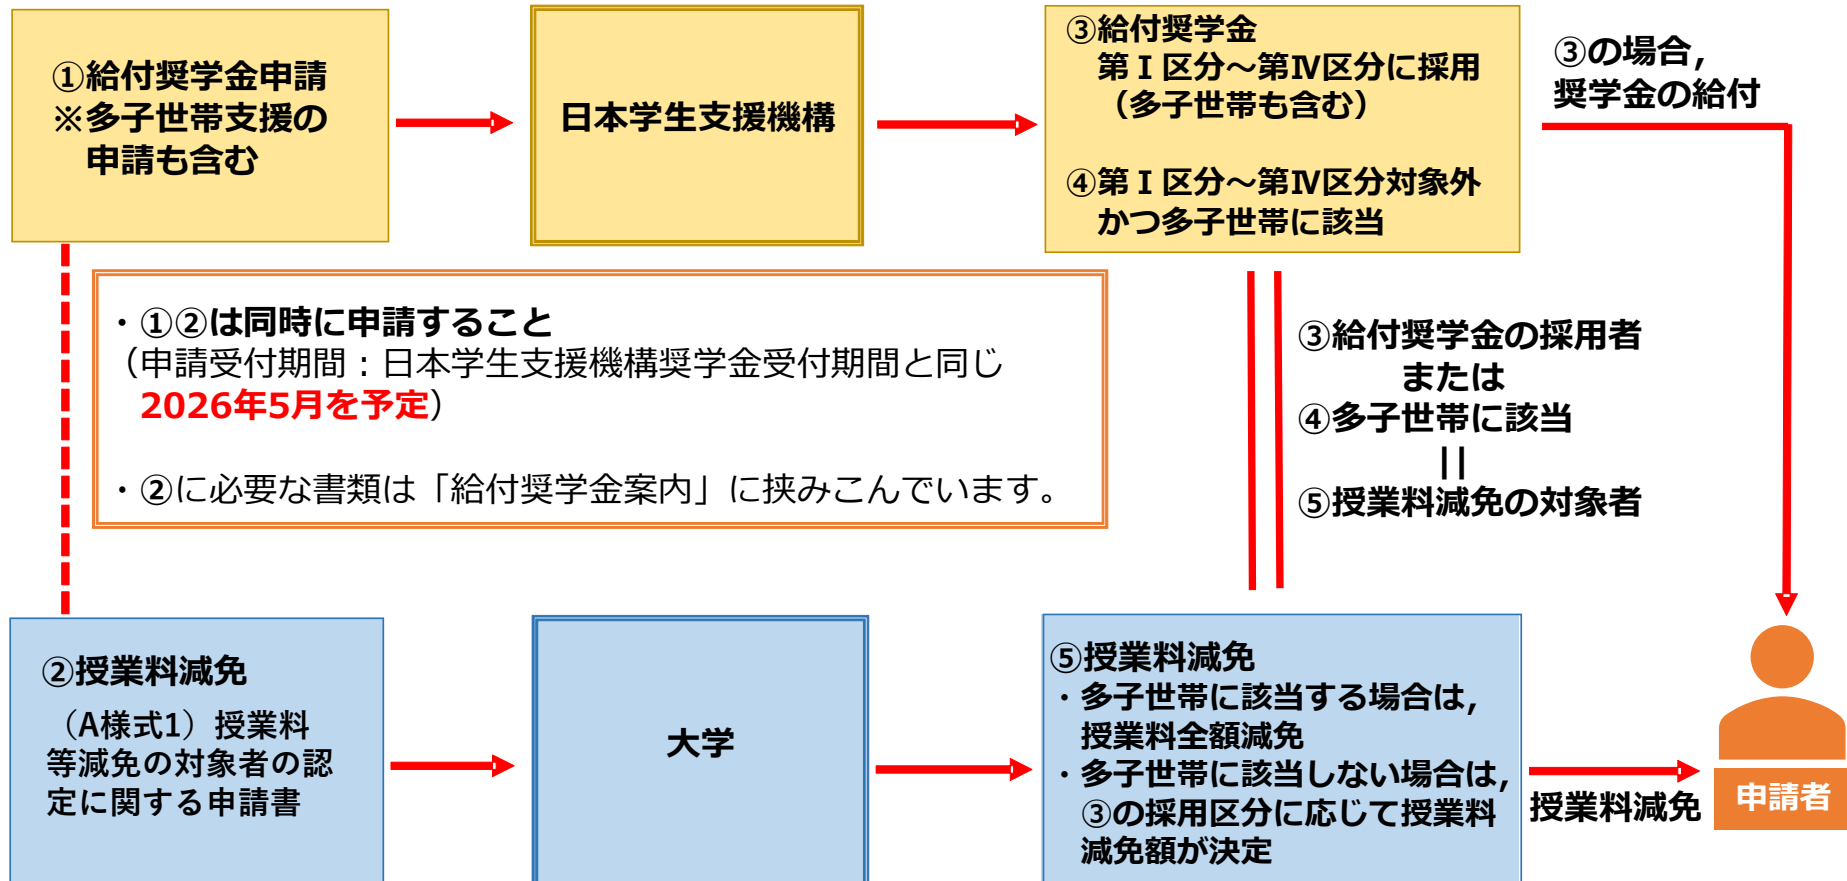 ①給付奨学金申請
※多子世帯支援の
申請も含む
日本学生支援機構
③給付奨学金
第Ⅰ区分～第Ⅳ区分に採用
（多子世帯も含む）
④第Ⅰ区分～第Ⅳ区分対象外
かつ多子世帯に該当
③の場合，
奨学金の給付
・①②は同時に申請すること
（申請受付期間：日本学生支援機構奨学金受付期間と同じ
2026年5月を予定）
・②に必要な書類は「給付奨学金案内」に挟みこんでいます。
③給付奨学金の採用者
または
④多子世帯に該当
||
⑤授業料減免の対象者
②授業料減免
（A様式1）授業料
等減免の対象者の認
定に関する申請書
大学
⑤授業料減免
・多子世帯に該当する場合は，
授業料全額減免
・多子世帯に該当しない場合は，
③の採用区分に応じて授業料
減免額が決定
授業料減免
申請者